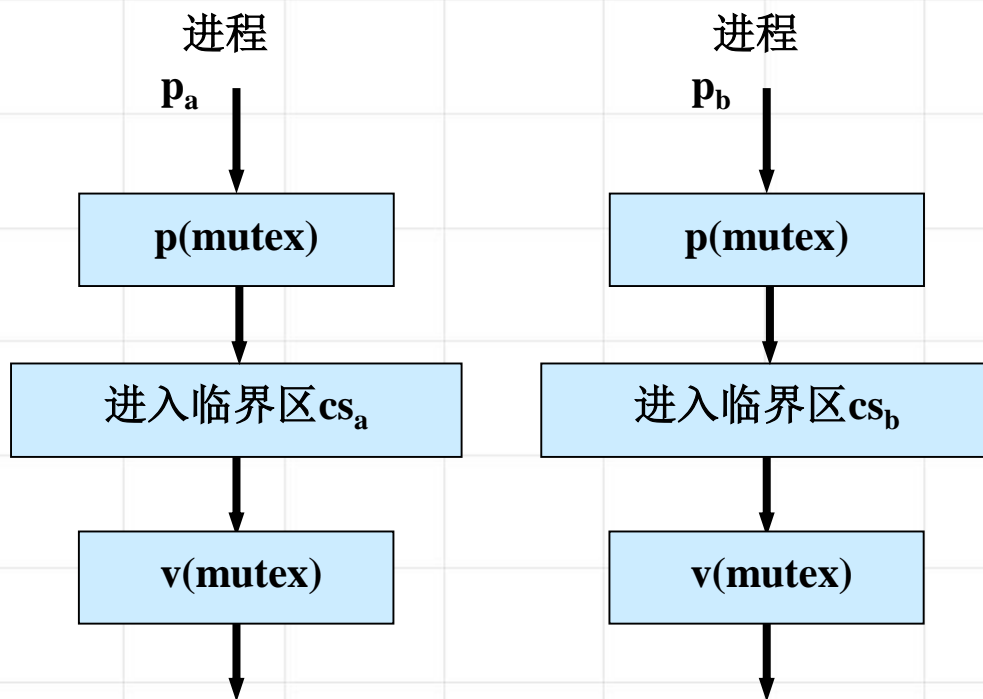 进程
pa
p(mutex)
进入临界区csa
v(mutex)
进程
pb
p(mutex)
进入临界区csb
v(mutex)